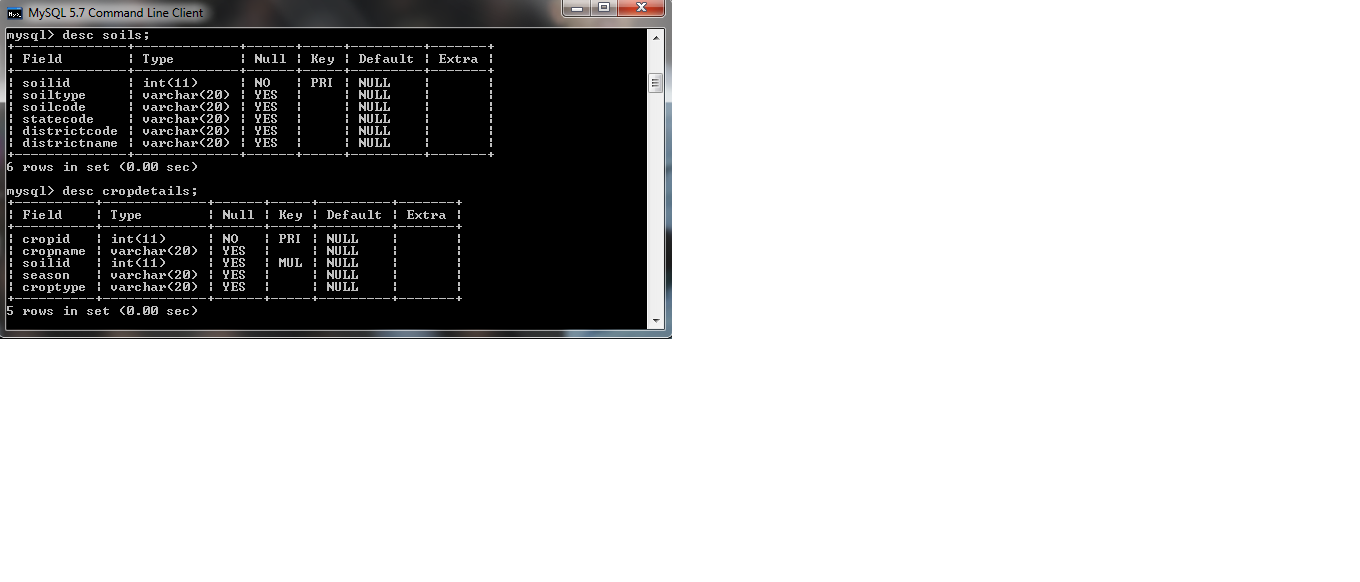 MySQL 5.7 Command Line Client
mysql> desc soils;
+--------------+-------------+------+-----+---------+-------+
¦ Field        ¦ Type        ¦ Null ¦ Key ¦ Default ¦ Extra ¦
+--------------+-------------+------+-----+---------+-------+
¦ soilid       ¦ int(11)     ¦ NO   ¦ PRI ¦ NULL    ¦       ¦
¦ soiltype     ¦ varchar(20) ¦ YES  ¦     ¦ NULL    ¦       ¦
¦ soilcode     ¦ varchar(20) ¦ YES  ¦     ¦ NULL    ¦       ¦
¦ statecode    ¦ varchar(20) ¦ YES  ¦     ¦ NULL    ¦       ¦
¦ districtcode ¦ varchar(20) ¦ YES  ¦     ¦ NULL    ¦       ¦
¦ districtname ¦ varchar(20) ¦ YES  ¦     ¦ NULL    ¦       ¦
+--------------+-------------+------+-----+---------+-------+
6 rows in set (0.00 sec)
mysql> desc cropdetails;
+----------+-------------+------+-----+---------+-------+
¦ Field    ¦ Type        ¦ Null ¦ Key ¦ Default ¦ Extra ¦
+----------+-------------+------+-----+---------+-------+
¦ cropid   ¦ int(11)     ¦ NO   ¦ PRI ¦ NULL    ¦       ¦
¦ cropname ¦ varchar(20) ¦ YES  ¦     ¦ NULL    ¦       ¦
¦ soilid   ¦ int(11)     ¦ YES  ¦ MUL ¦ NULL    ¦       ¦
¦ season   ¦ varchar(20) ¦ YES  ¦     ¦ NULL    ¦       ¦
¦ croptype ¦ varchar(20) ¦ YES  ¦     ¦ NULL    ¦       ¦
+----------+-------------+------+-----+---------+-------+
5 rows in set (0.00 sec)